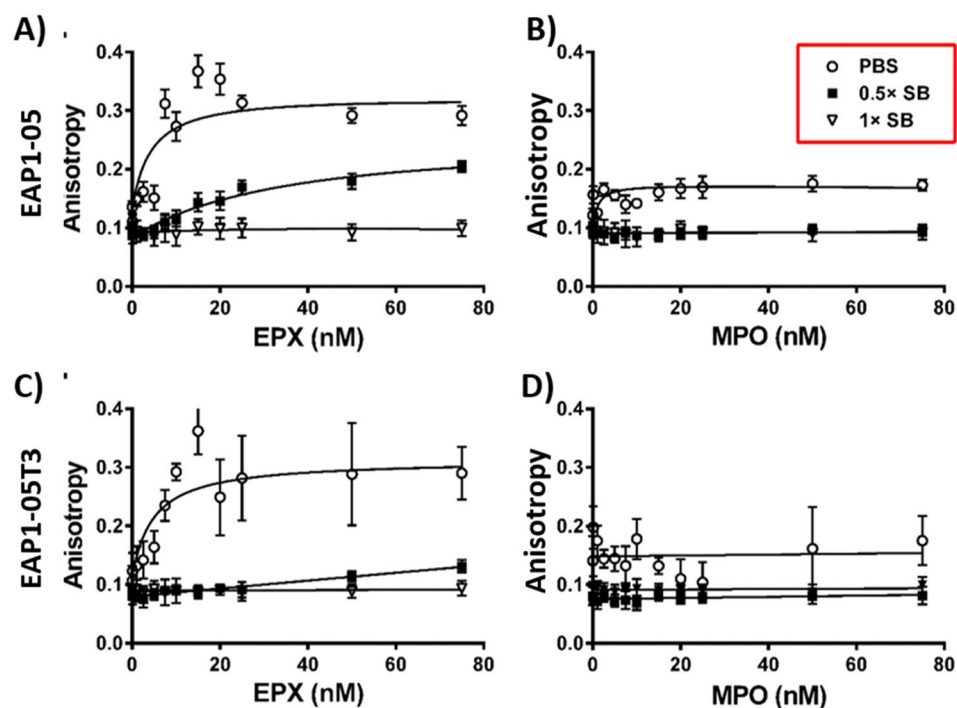 A)
B)
EAP1-05
Anisotropy
0.4
0.3
0.2
0.1
0.0
0 20 40 60 80
EPX (nM)
Anisotropy
0.4
0.3
0.2
0.1
0.0
0 20 40 60 80
MPO (nM)
PBS
0.5× SB
1× SB
C)
D)
EAP1-05T3
Anisotropy
0.4
0.3
0.2
0.1
0.0
0 20 40 60 80
EPX (nM)
Anisotropy
0.4
0.3
0.2
0.1
0.0
0 20 40 60 80
MPO (nM)